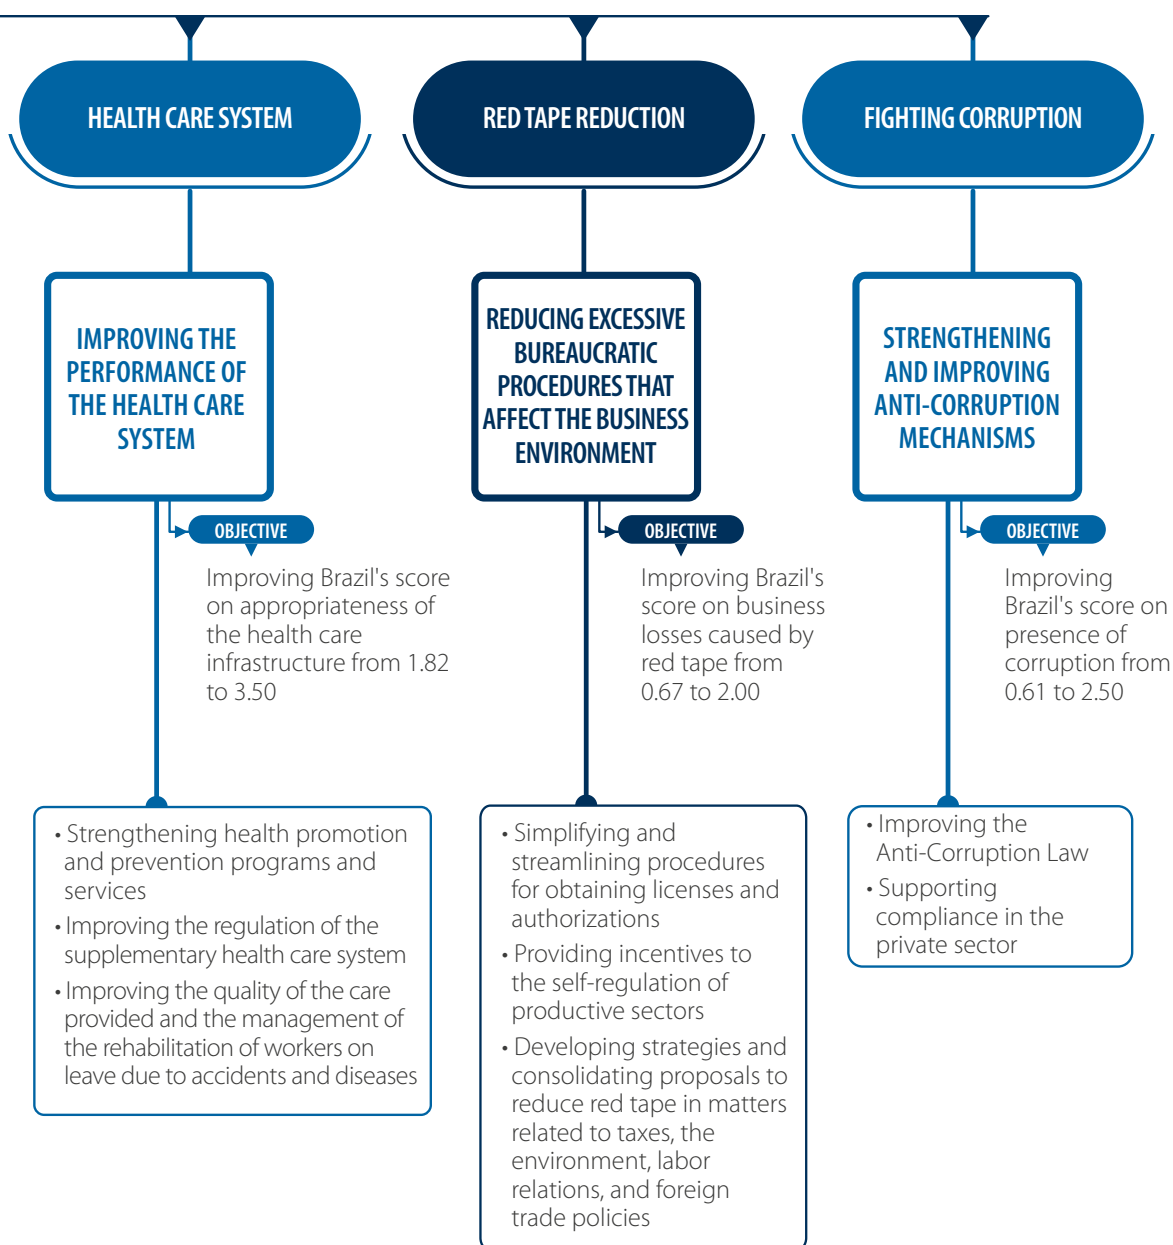 HEALTH CARE SYSTEM
IMPROVING THE
PERFORMANCE OF
THE HEALTH CARE
SYSTEM
OBJECTIVE
Improving Brazil's score
on appropriateness of
the health care
infrastructure from 1.82
to 3.50
• Strengthening health promotion
and prevention programs and
services
• Improving the regulation of the
supplementary health care system
• Improving the quality of the care
provided and the management of
the rehabilitation of workers on
leave due to accidents and diseases
RED TAPE REDUCTION
REDUCING EXCESSIVE
BUREAUCRATIC
PROCEDURES THAT
AFFECT THE BUSINESS
ENVIRONMENT
OBJECTIVE
Improving Brazil's
score on business
losses caused by
red tape from
0.67 to 2.00
• Simplifying and
streamlining procedures
for obtaining licenses and
authorizations
• Providing incentives to
the self-regulation of
productive sectors
• Developing strategies and
consolidating proposals to
reduce red tape in matters
related to taxes, the
environment, labor
relations, and foreign
trade policies
FIGHTING CORRUPTION
STRENGTHENING
AND IMPROVING
ANTI-CORRUPTION
MECHANISMS
OBJECTIVE
Improving
Brazil's score on
presence of
corruption from
0.61 to 2.50
• Improving the
Anti-Corruption Law
• Supporting
compliance in the
private sector